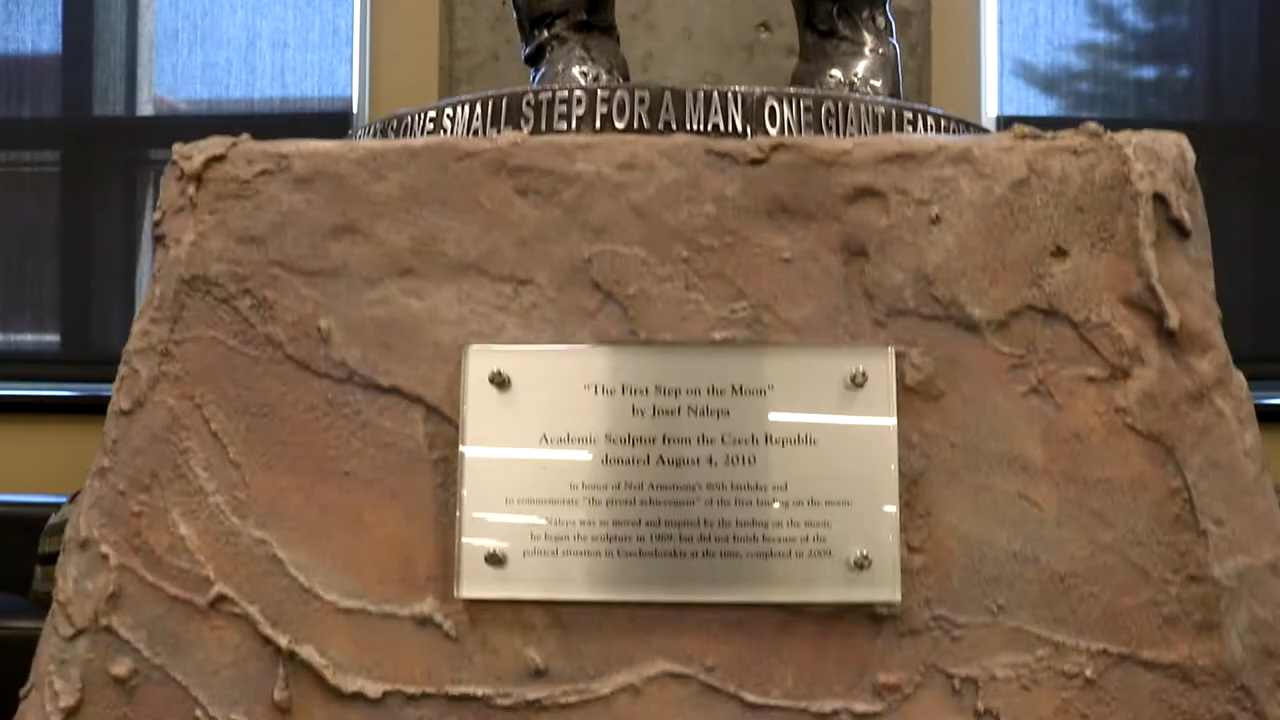 THAT'S ONE SMALL STEP FOR A MAN, ONE GIANT LEAP FOR
"The First Step on the Moon"
by Josef Nálepa
Academic Sculptor from the Czech Republic
donated August 4, 2010
in honor of Neil Armstrong's 80th birthday and
to commemorate "the pivotal achievement" of the first landing on the moon.
Nálepa was so moved and inspired by the landing on the moon,
he began the sculpture in 1969, but did not finish because of the
political situation in Czechoslovakia at the time, completed in 2009.